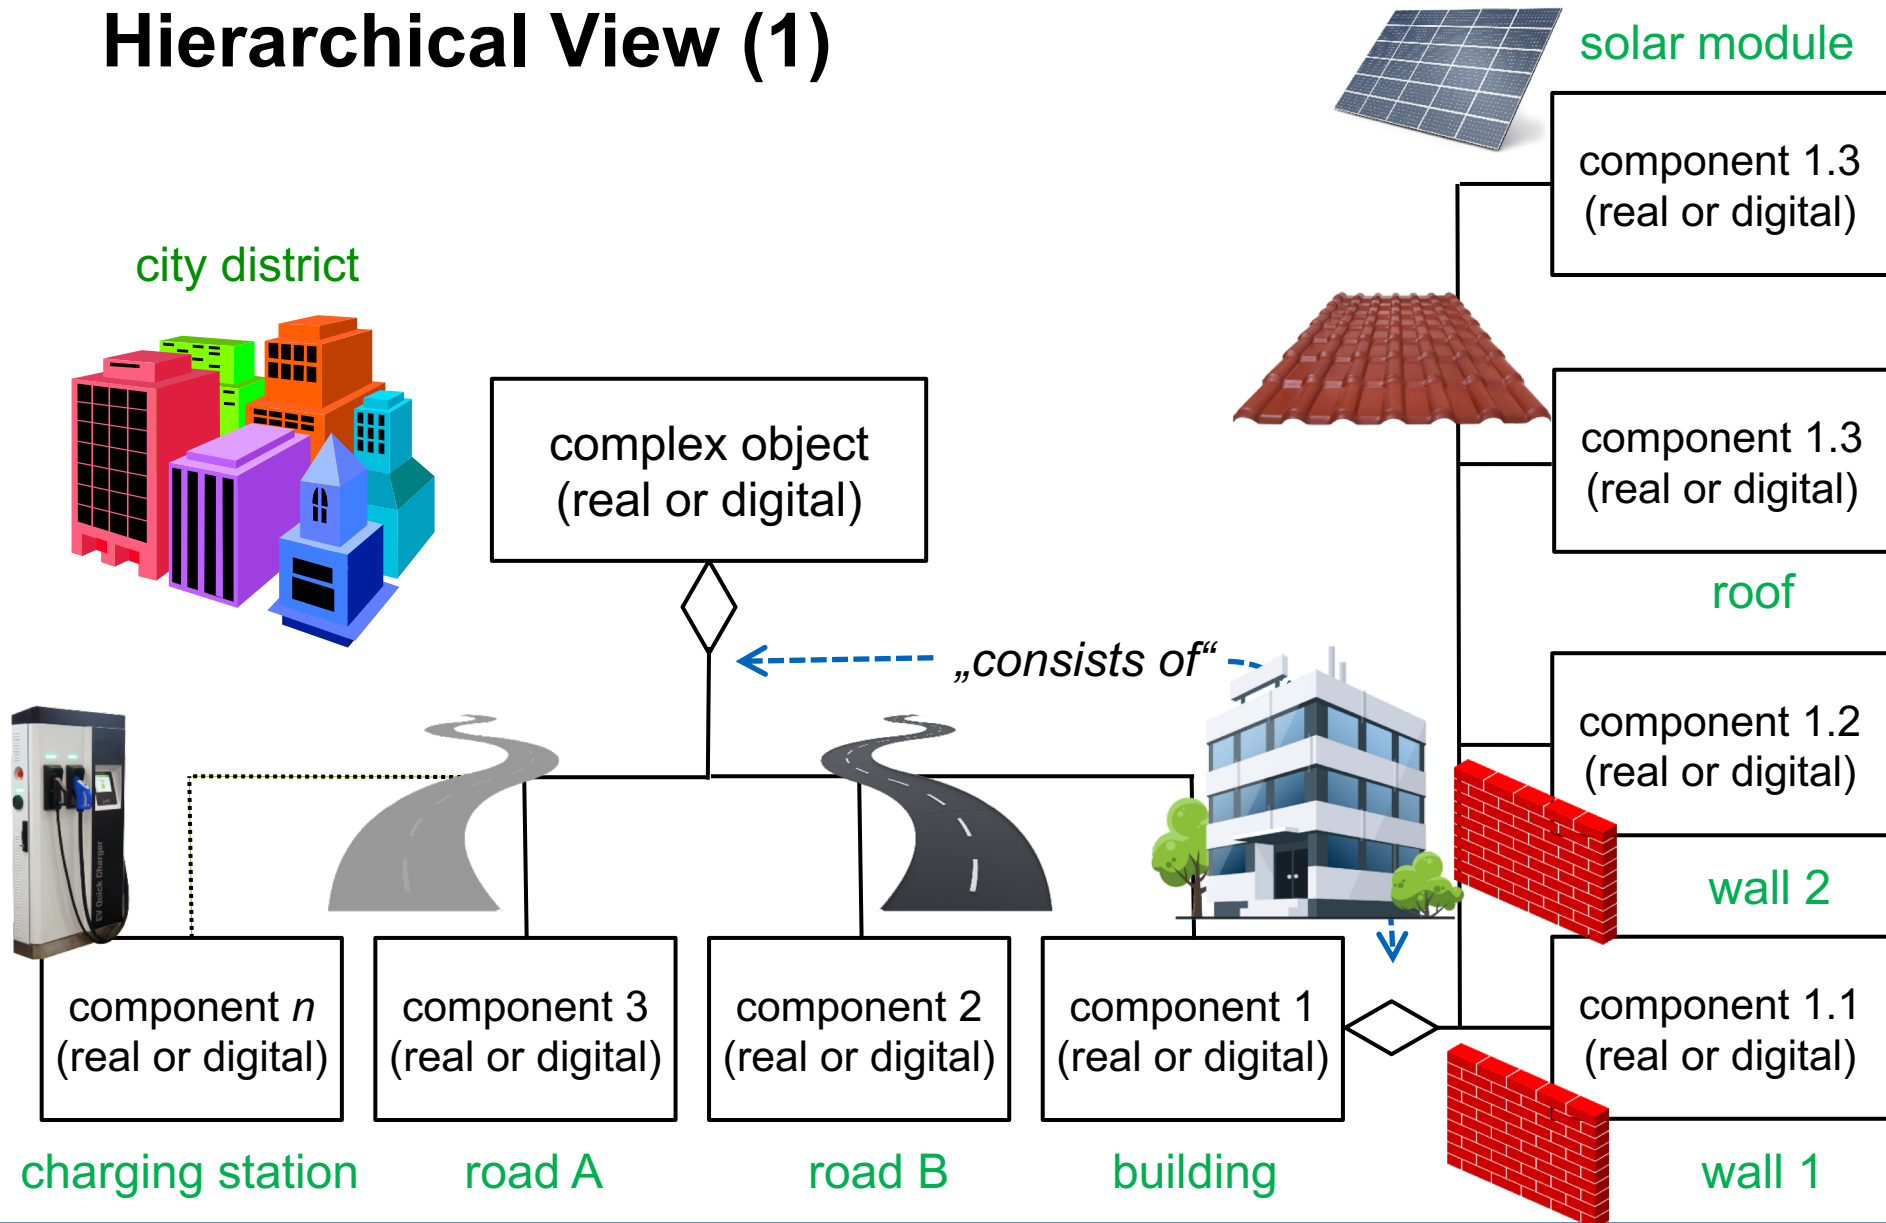 Hierarchical View (1)
solar module
component 1.3
(real or digital)
city district
complex object
(real or digital)
component 1.3
(real or digital)
roof
„consists of“
component 1.2
(real or digital)
wall 2
EV Quick Charger
component n
(real or digital)
component 3
(real or digital)
component 2
(real or digital)
component 1
(real or digital)
component 1.1
(real or digital)
charging station
road A
road B
building
wall 1